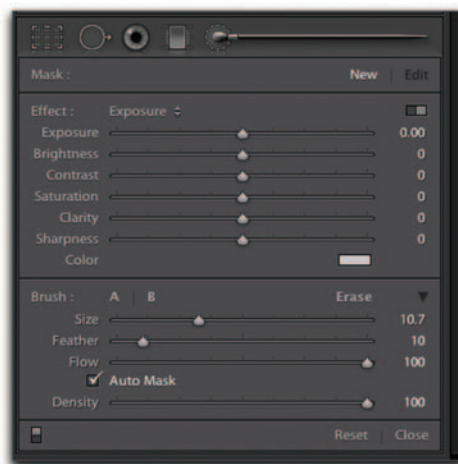 Mask : New | Edit
Effect : Exposure
Exposure 0.00
Brightness 0
Contrast 0
Saturation 0
Clarity 0
Sharpness 0
Color
Brush : A | B Erase
Size 10.7
Feather 10
Flow 100
Auto Mask
Density 100
Reset | Close